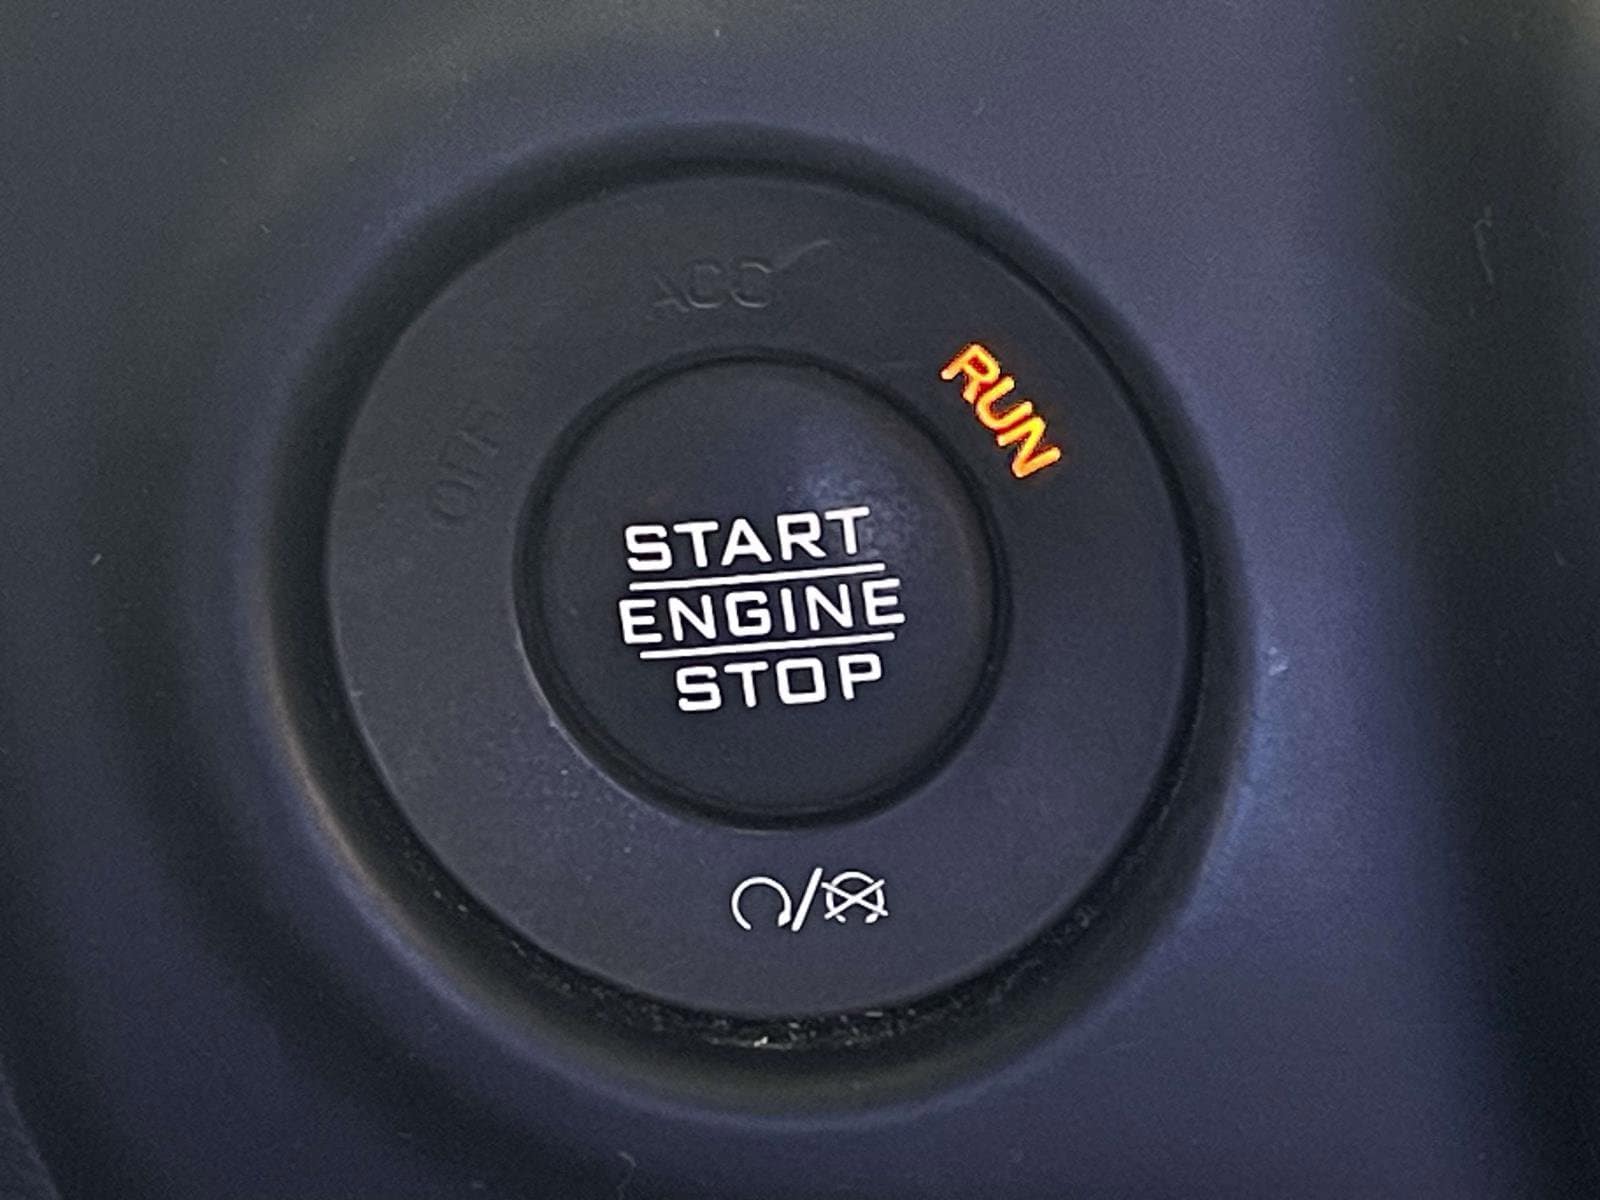 ACC
OFF
RUN
START
ENGINE
STOP